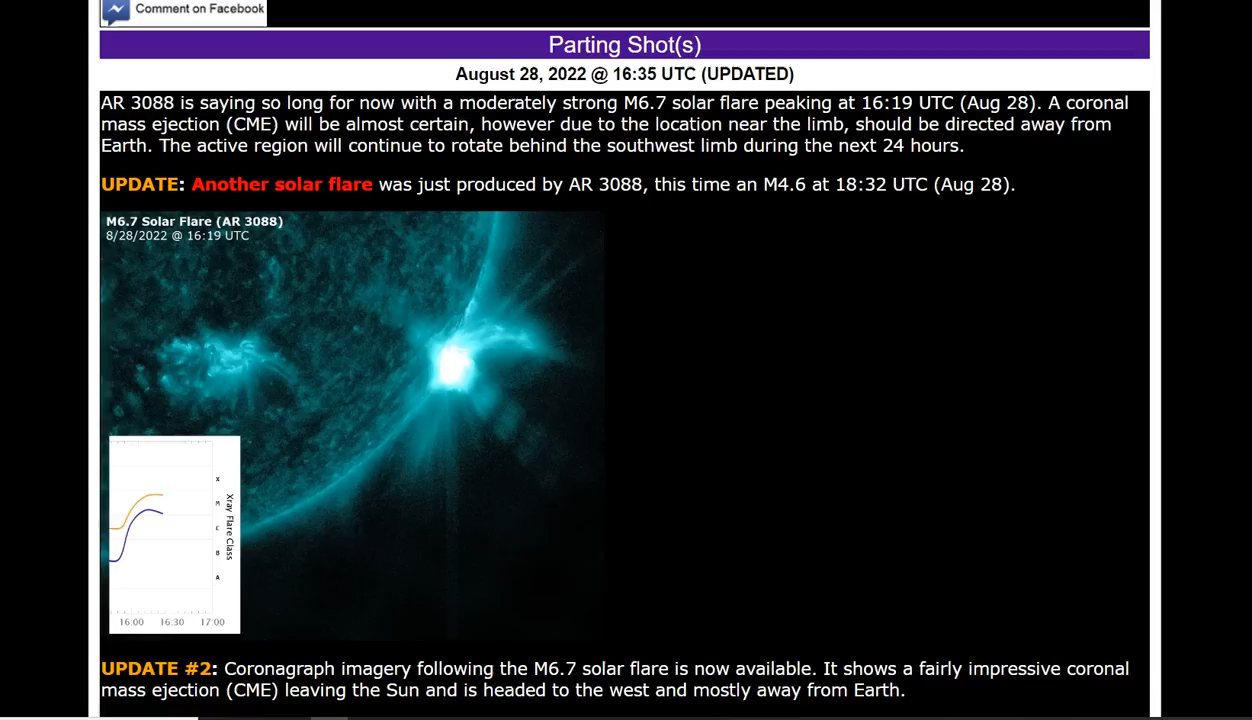 Comment on Facebook
Parting Shot(s)
August 28, 2022 @ 16:35 UTC (UPDATED)
AR 3088 is saying so long for now with a moderately strong M6.7 solar flare peaking at 16:19 UTC (Aug 28). A coronal
mass ejection (CME) will be almost certain, however due to the location near the limb, should be directed away from
Earth. The active region will continue to rotate behind the southwest limb during the next 24 hours.
UPDATE: Another solar flare was just produced by AR 3088, this time an M4.6 at 18:32 UTC (Aug 28).
M6.7 Solar Flare (AR 3088)
8/28/2022 @ 16:19 UTC
X
M
C
B
A
Xray Flare Class
16:00 16:30 17:00
UPDATE #2: Coronagraph imagery following the M6.7 solar flare is now available. It shows a fairly impressive coronal
mass ejection (CME) leaving the Sun and is headed to the west and mostly away from Earth.